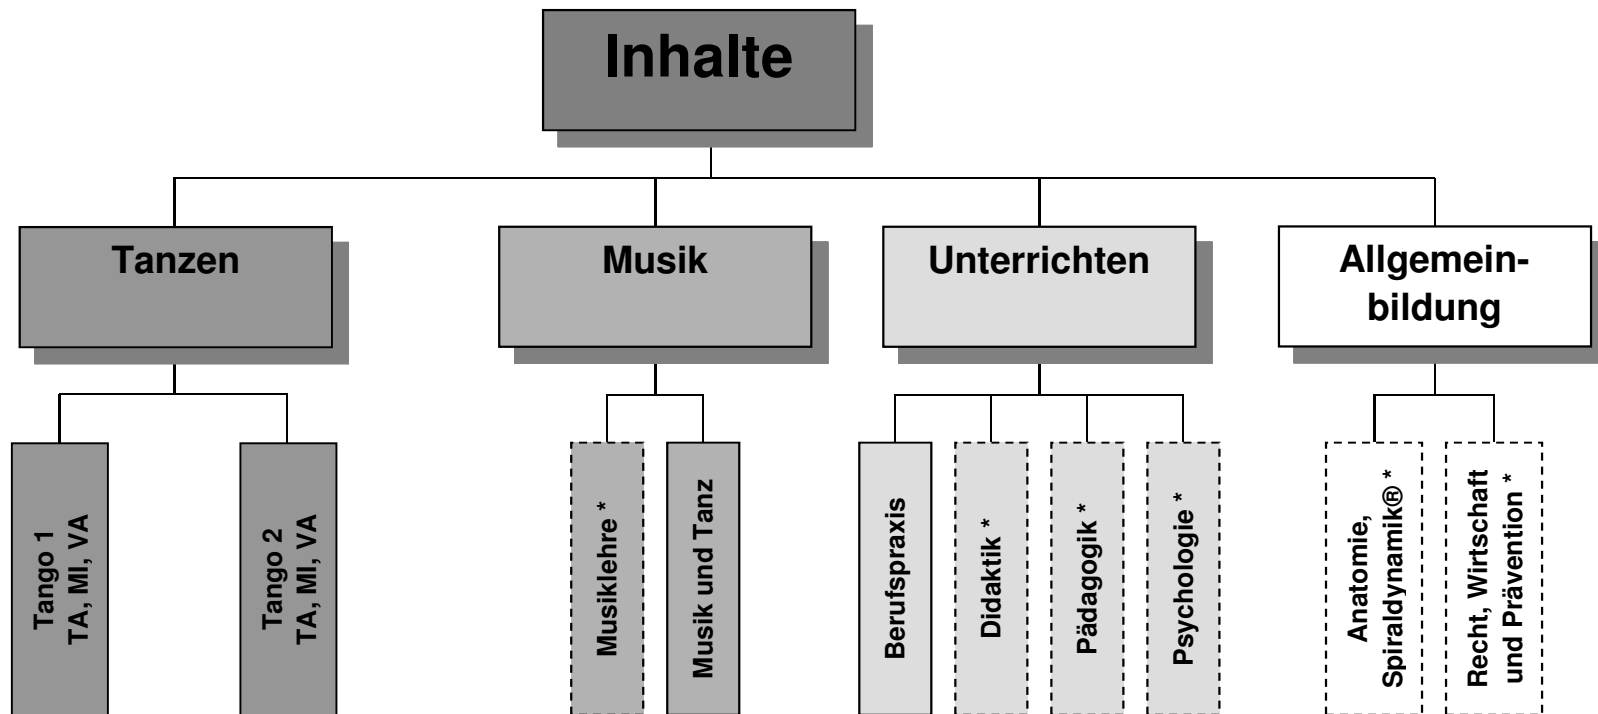 Inhalte
Tanzen
Musik
Unterrichten
Allgemein-
bildung
Tango 1
TA, MI, VA
Tango 2
TA, MI, VA
Musiklehre *
Musik und Tanz
Berufspraxis
Didaktik *
Pädagogik *
Psychologie *
Anatomie,
Spiraldynamik® *
Recht, Wirtschaft
und Prävention *